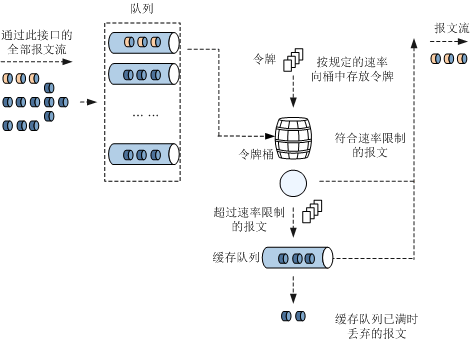 通过此接口的
全部报文流
队列
... ...
令牌
按规定的速率
向桶中存放令牌
报文流
令牌桶
符合速率限制
的报文
超过速率限制
的报文
缓存队列
缓存队列已满时
丢弃的报文